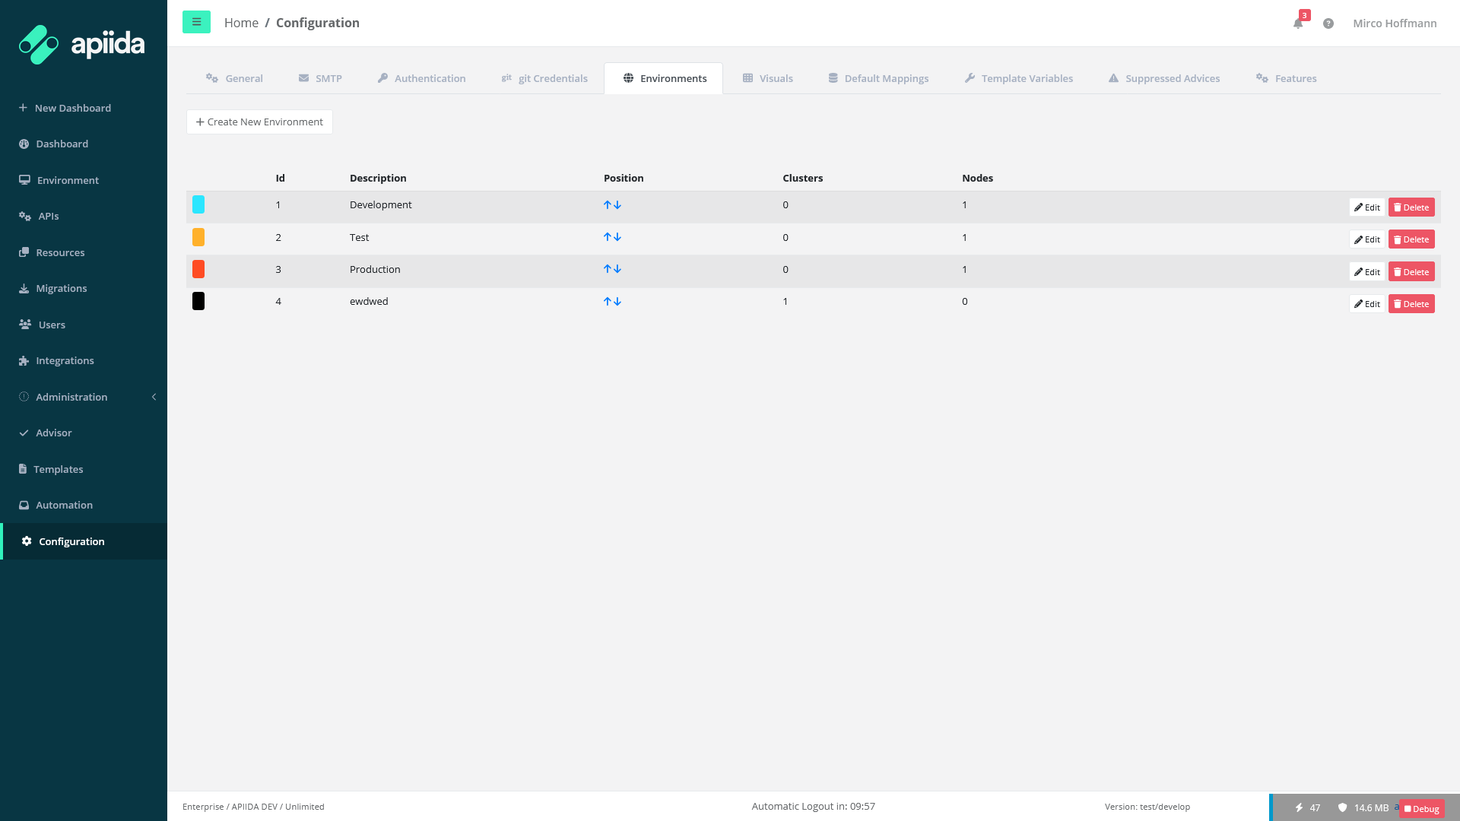 apiida
Home / Configuration
3
Mirco Hoffmann
New Dashboard
Dashboard
Environment
APIs
Resources
Migrations
Users
Integrations
Administration
Advisor
Templates
Automation
Configuration
General SMTP Authentication git git Credentials Environments Visuals Default Mappings Template Variables Suppressed Advices Features
Create New Environment
Id Description Position Clusters Nodes
1 Development 0 1 Edit Delete
2 Test 0 1 Edit Delete
3 Production 0 1 Edit Delete
4 ewdwed 1 0 Edit Delete
Enterprise / APIIDA DEV / Unlimited Automatic Logout in: 09:57 Version: test/develop 47 14.6 MB Debug